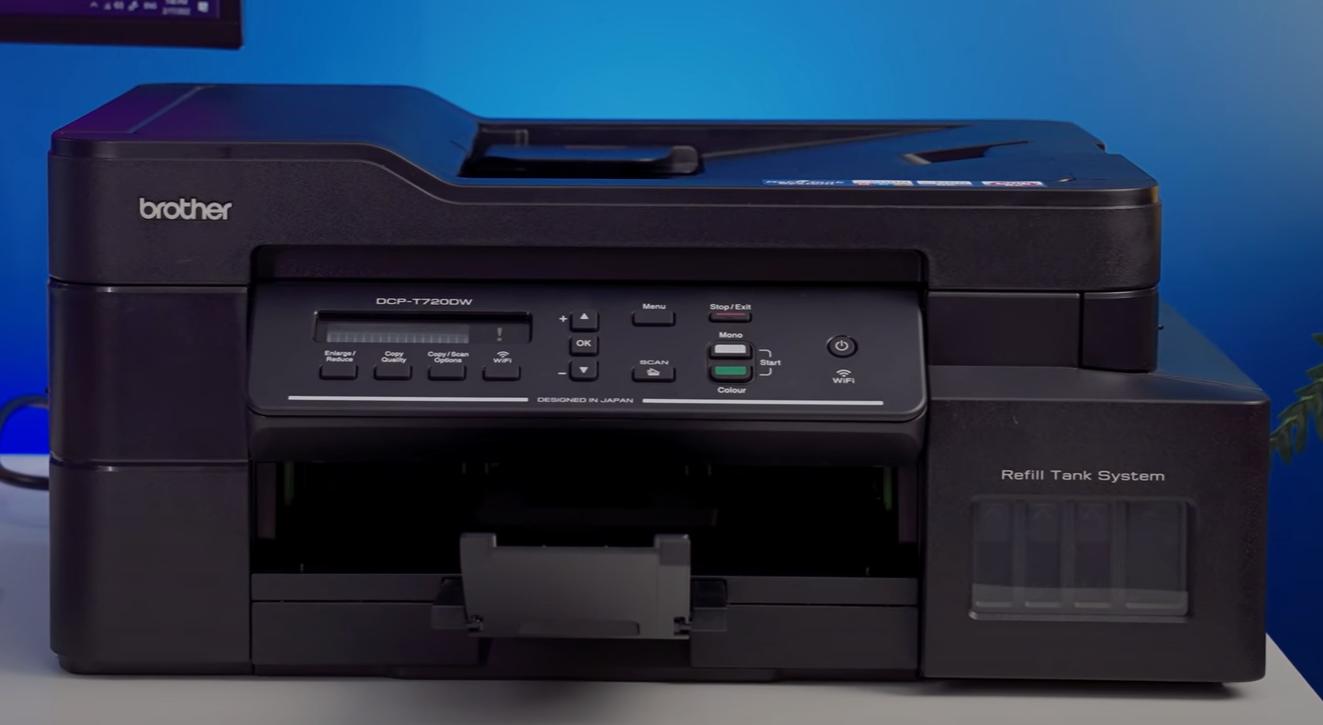 ENG
brother
DCP-T720DW
Enlarge/
Reduce
Copy
Quality
Copy/Scan
Options
WiFi
+
OK
–
Menu
SCAN
Stop/Exit
Mono
Start
Colour
WiFi
DESIGNED IN JAPAN
Refill Tank System